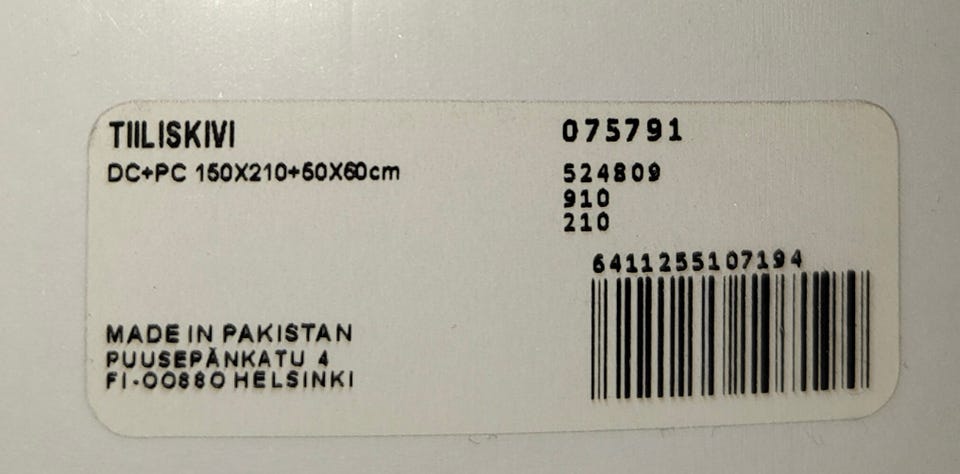 TIILISKIVI
DC+PC 150X210+50X60cm
MADE IN PAKISTAN
PUUSEPÄNKATU 4
FI-00880 HELSINKI
075791
524809
910
210
6411255107194